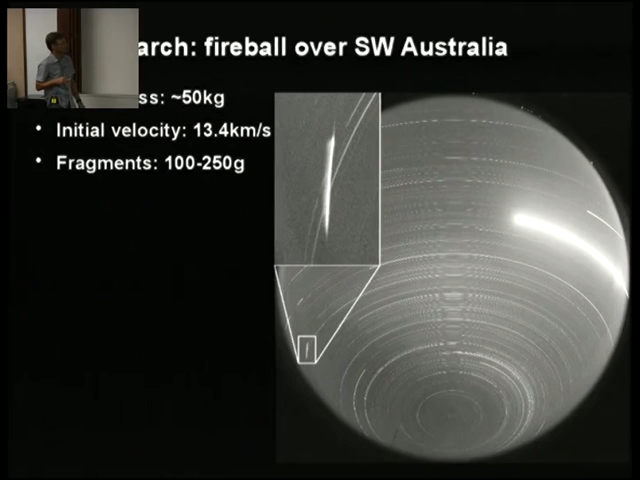 arch: fireball over SW Australia
ss: ~50kg
• Initial velocity: 13.4km/s
• Fragments: 100-250g